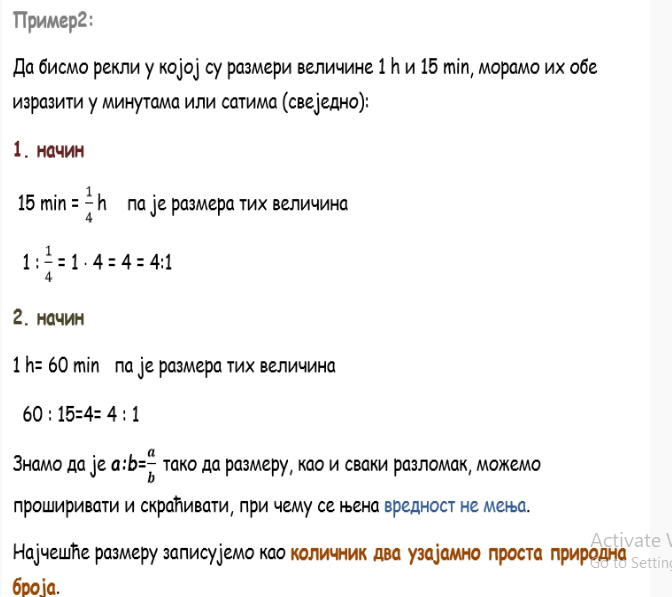 Пример2:
Да бисмо рекли у којој су размери величине 1 h и 15 min, морамо их обе
изразити у минутама или сатима (свеједно):
1. начин
15 min = 1/4 h па је размера тих величина
1 : 1/4 = 1 · 4 = 4 = 4:1
2. начин
1 h= 60 min па је размера тих величина
60 : 15=4= 4 : 1
Знамо да је a:b= a/b тако да размеру, као и сваки разломак, можемо
проширивати и скраћивати, при чему се њена вредност не мења.
Најчешће размеру записујемо као количник два узајамно проста природна
броја.
Activate
Go to Setting